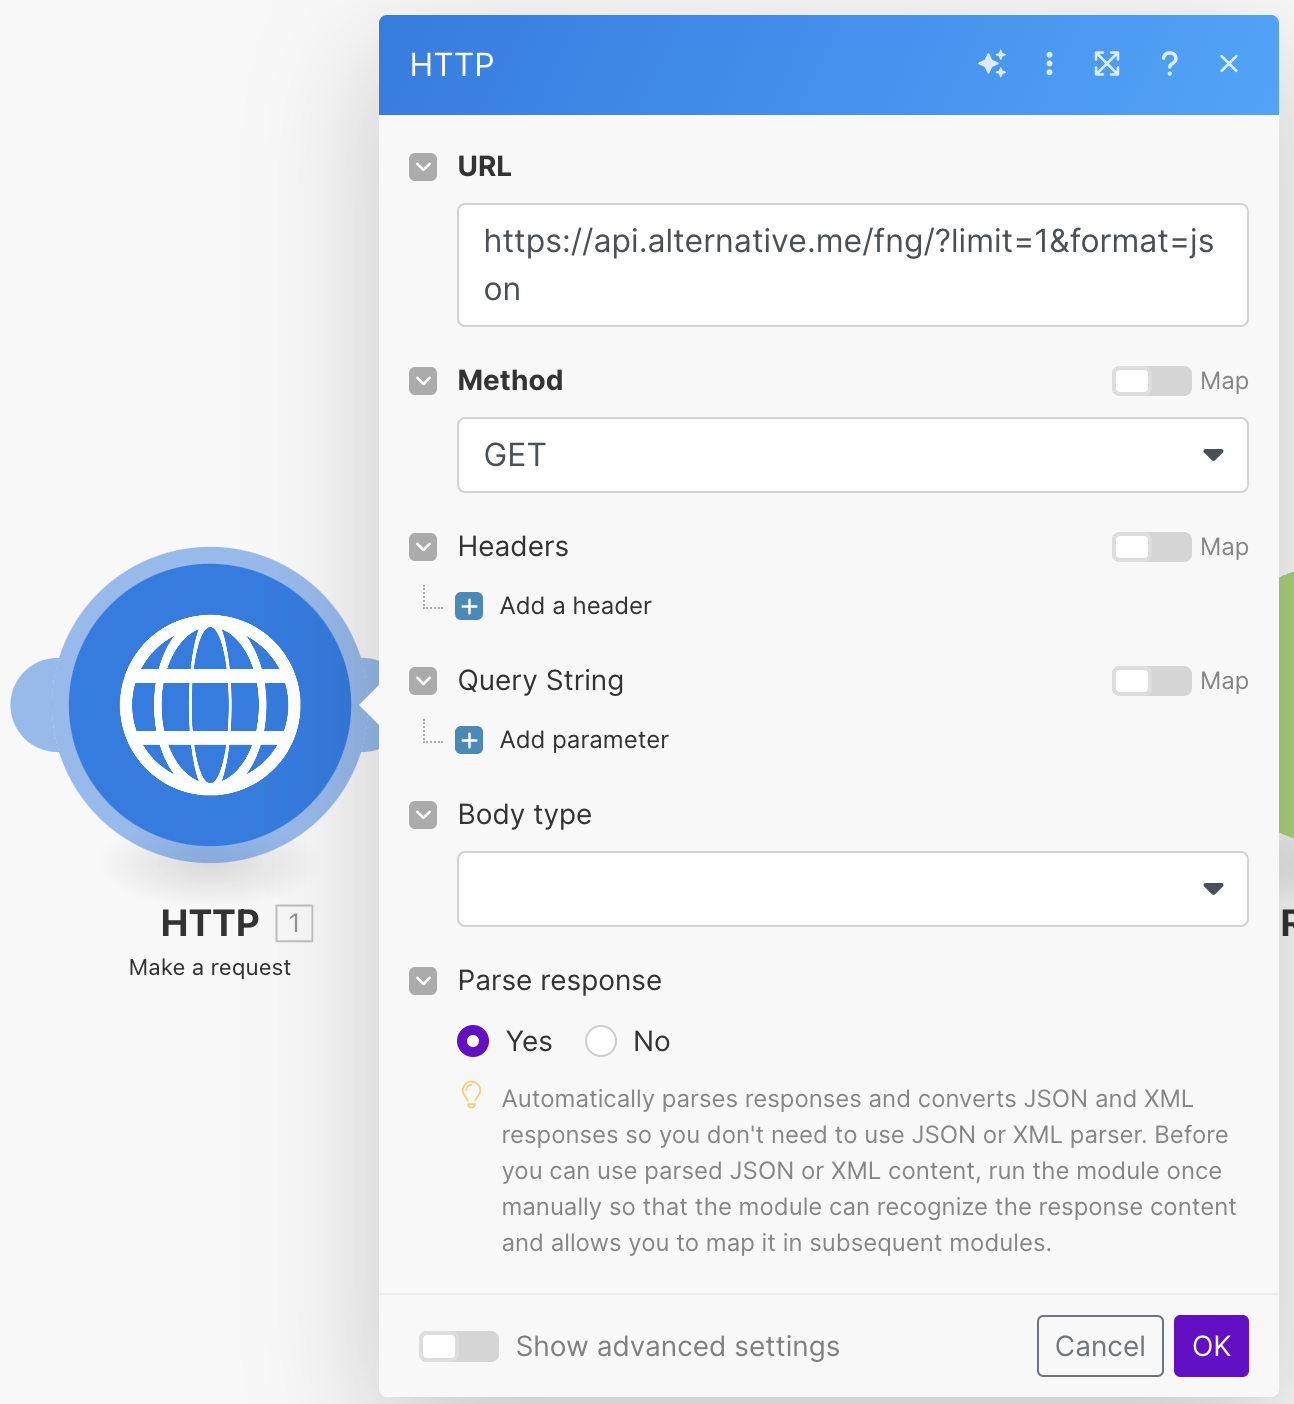 HTTP
?
URL
https://api.alternative.me/fng/?limit=1&format=js
on
Method
Map
GET
Headers
Map
Add a header
Query String
Map
Add parameter
Body type
Parse response
Yes
No
Automatically parses responses and converts JSON and XML
responses so you don't need to use JSON or XML parser. Before
you can use parsed JSON or XML content, run the module once
manually so that the module can recognize the response content
and allows you to map it in subsequent modules.
Show advanced settings
Cancel
OK
HTTP 1
Make a request